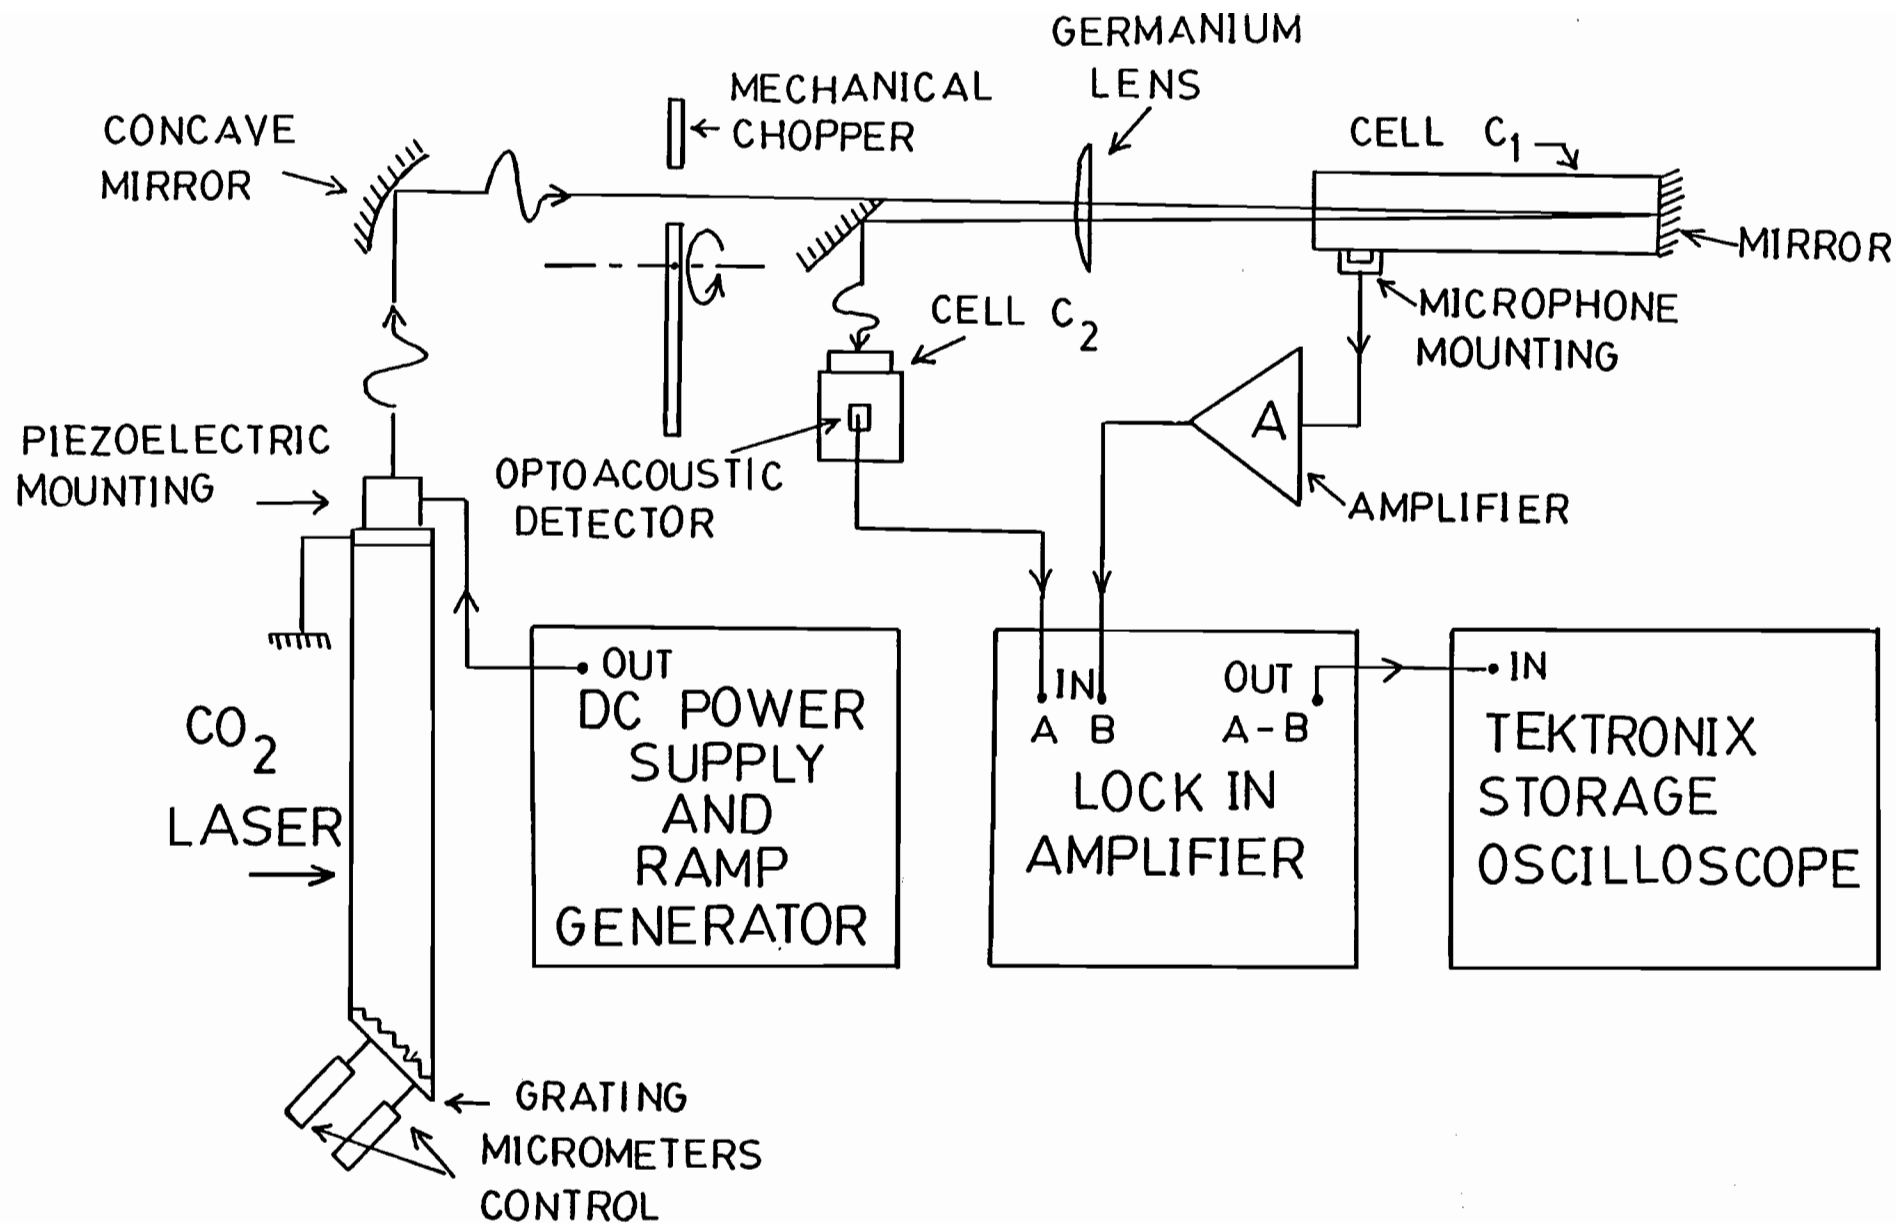 GERMANIUM
LENS
MECHANICAL
CHOPPER
CONCAVE
MIRROR
CELL C1
MIRROR
MICROPHONE
MOUNTING
CELL C2
A
AMPLIFIER
PIEZOELECTRIC
MOUNTING
OPTOACOUSTIC
DETECTOR
CO2
LASER
OUT
DC POWER
SUPPLY
AND
RAMP
GENERATOR
IN
A B
OUT
A-B
LOCK IN
AMPLIFIER
IN
TEKTRONIX
STORAGE
OSCILLOSCOPE
GRATING
MICROMETERS
CONTROL